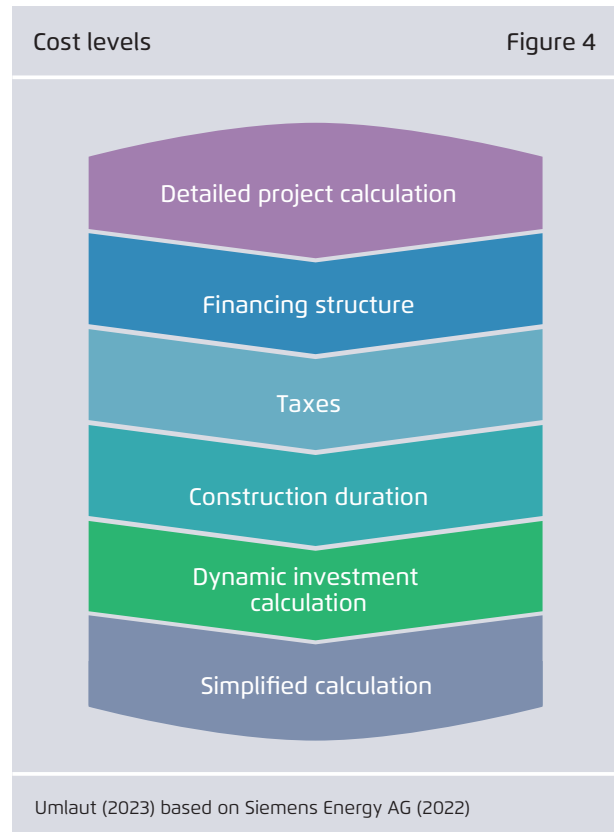 Cost levels
Figure 4
Detailed project calculation
Financing structure
Taxes
Construction duration
Dynamic investment
calculation
Simplified calculation
Umlaut (2023) based on Siemens Energy AG (2022)